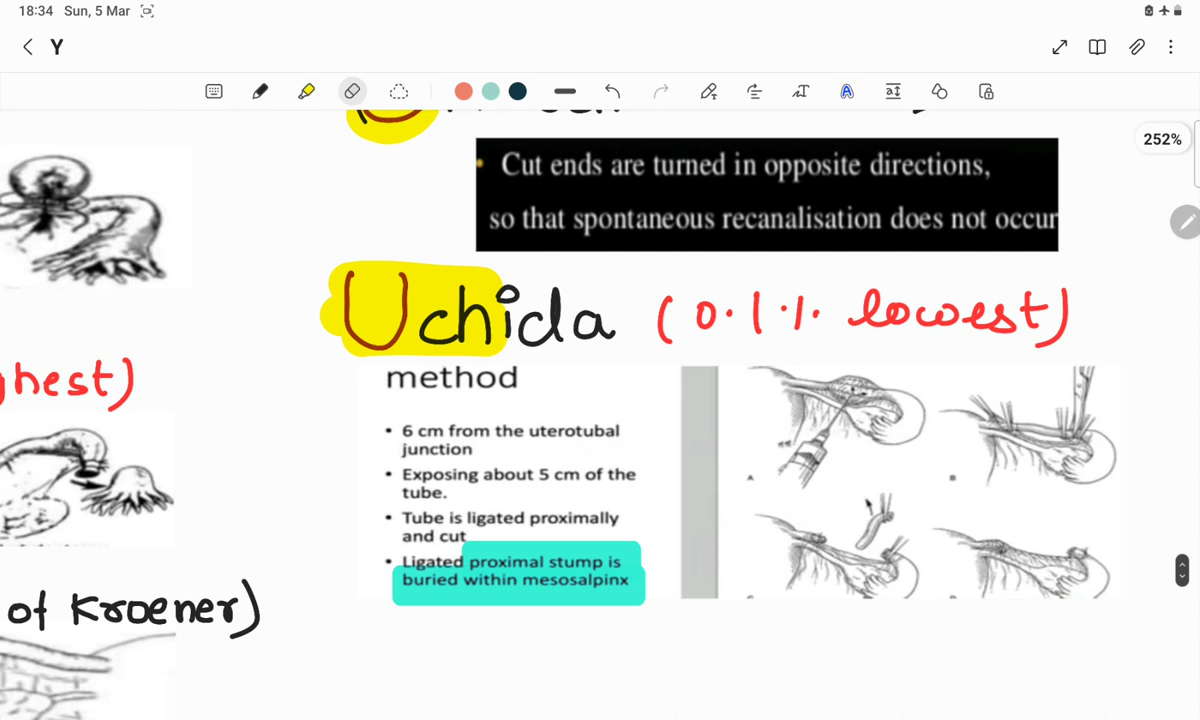 18:34 Sun, 5 Mar
Y
252%
Cut ends are turned in opposite directions,
so that spontaneous recanalisation does not occur
Uchida (0.1%. lowest)
ghest)
method
• 6 cm from the uterotubal
junction
• Exposing about 5 cm of the
tube.
• Tube is ligated proximally
and cut
• Ligated proximal stump is
buried within mesosalpinx
A
B
of Kroener)